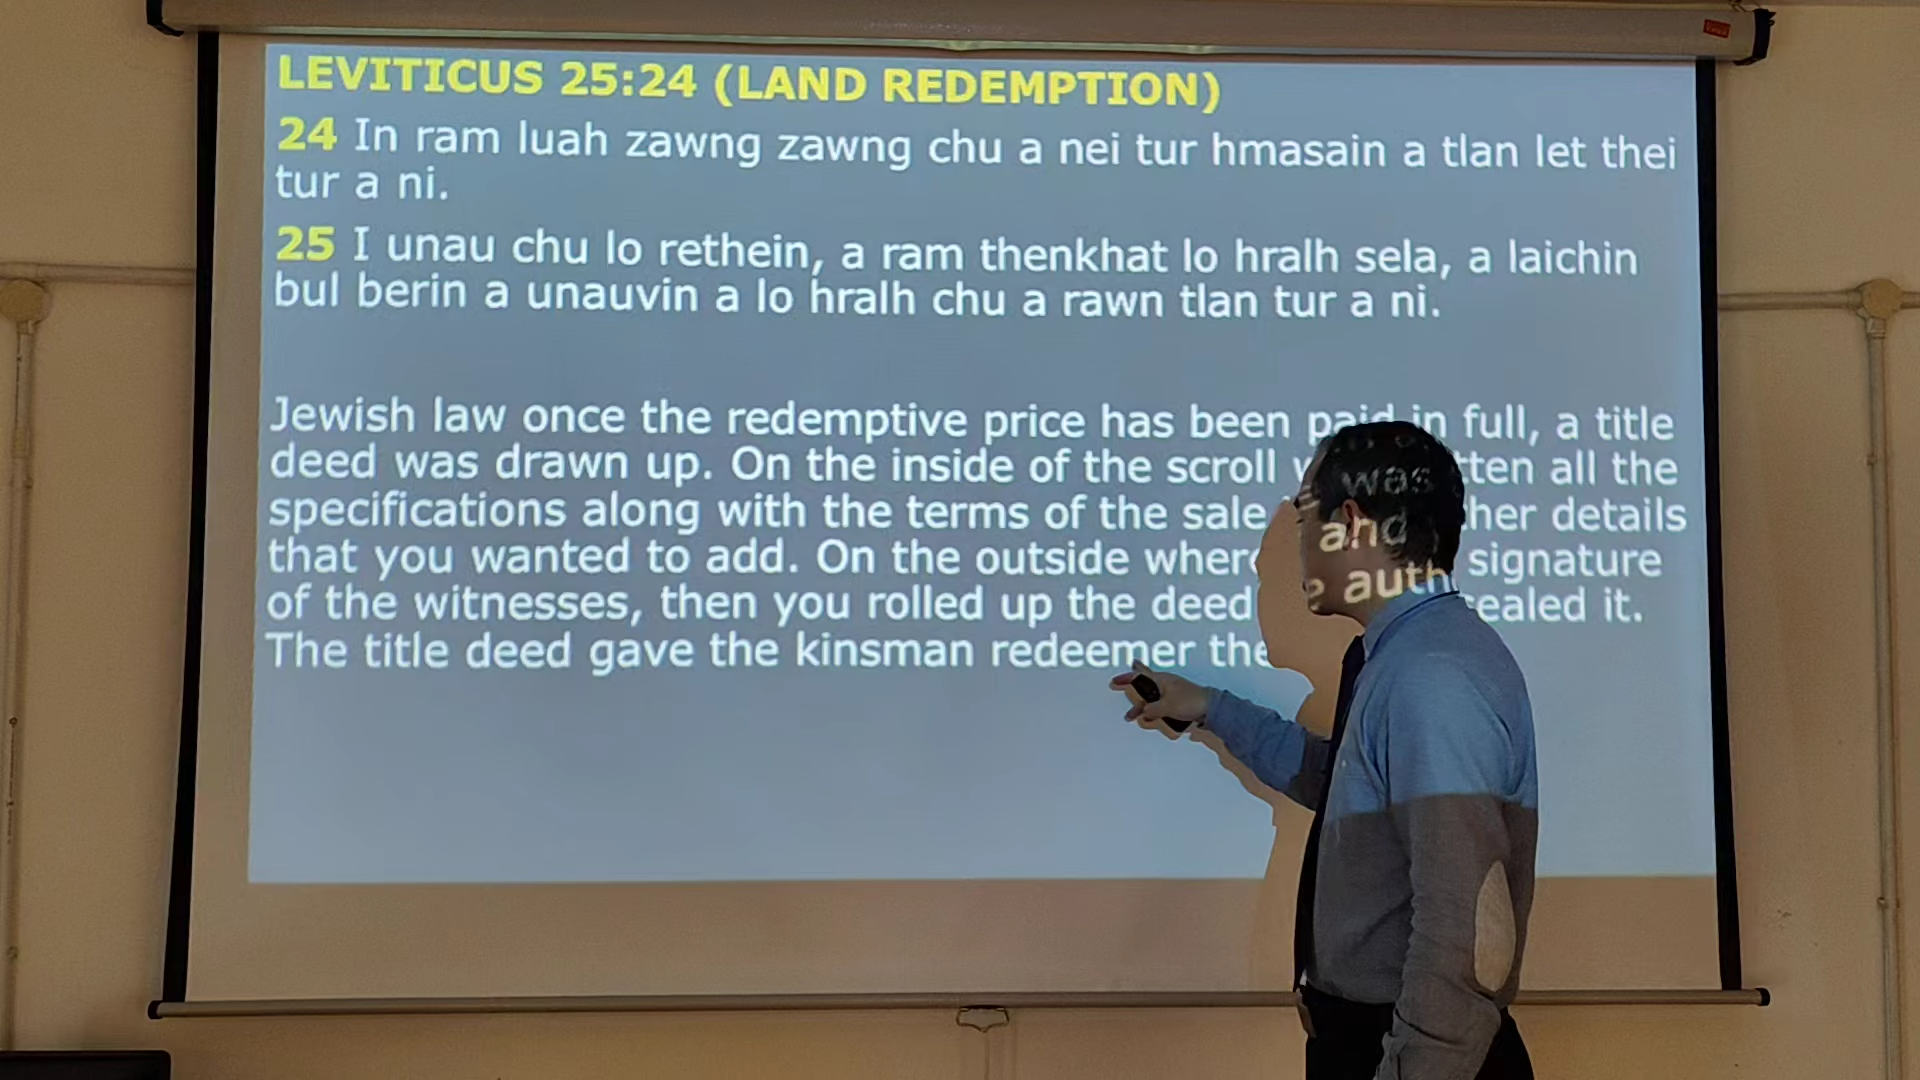 LEVITICUS 25:24 (LAND REDEMPTION)
24 In ram luah zawng zawng chu a nei tur hmasain a tlan let thei
tur a ni.
25 I unau chu lo rethein, a ram thenkhat lo hralh sela, a laichin
bul berin a unauvin a lo hralh chu a rawn tlan tur a ni.
Jewish law once the redemptive price has been paid in full, a title
deed was drawn up. On the inside of the scroll was all the
specifications along with the terms of the sale and details
that you wanted to add. On the outside signature
of the witnesses, then you rolled up the deed sealed it.
The title deed gave the kinsman redeemer the